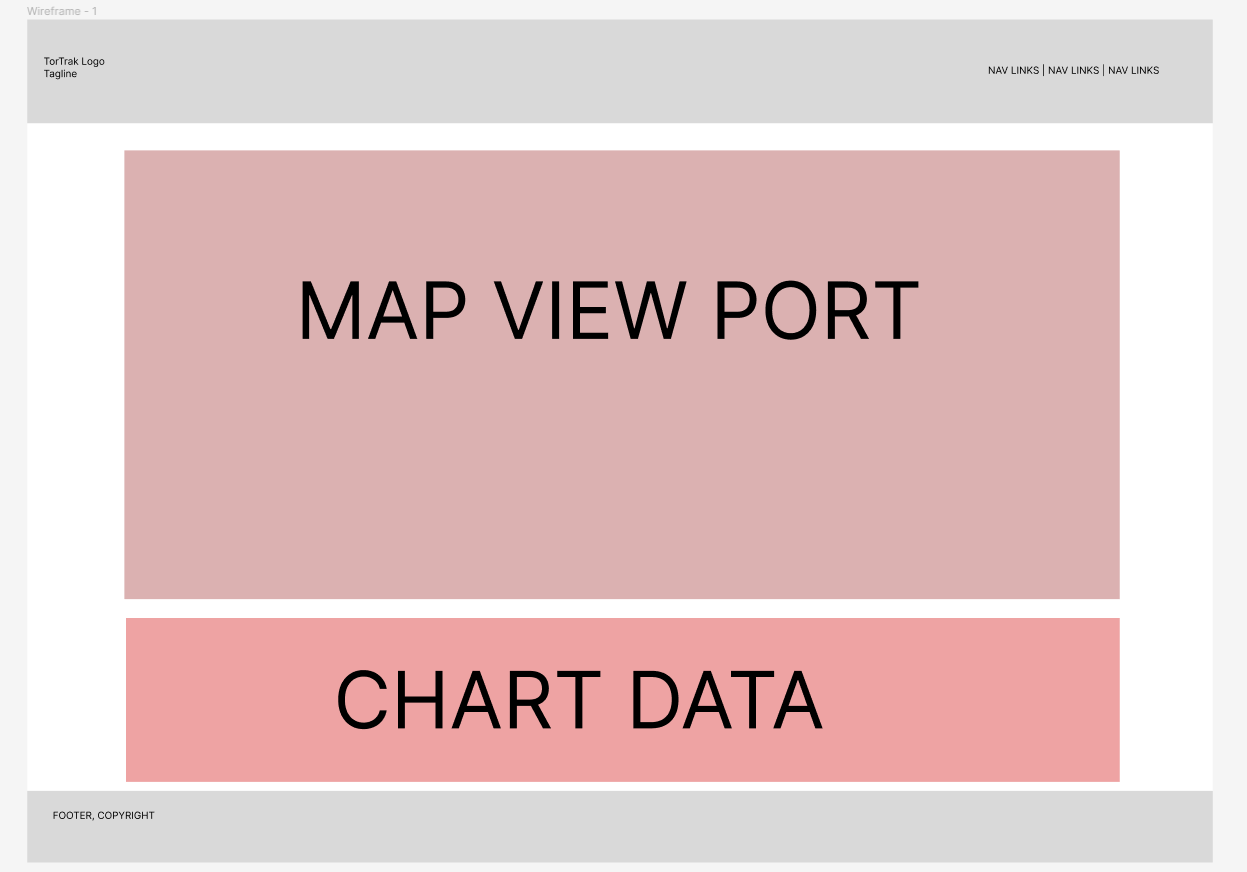 Wireframe - 1
TorTrak Logo
Tagline
NAV LINKS | NAV LINKS | NAV LINKS
MAP VIEW PORT
CHART DATA
FOOTER, COPYRIGHT